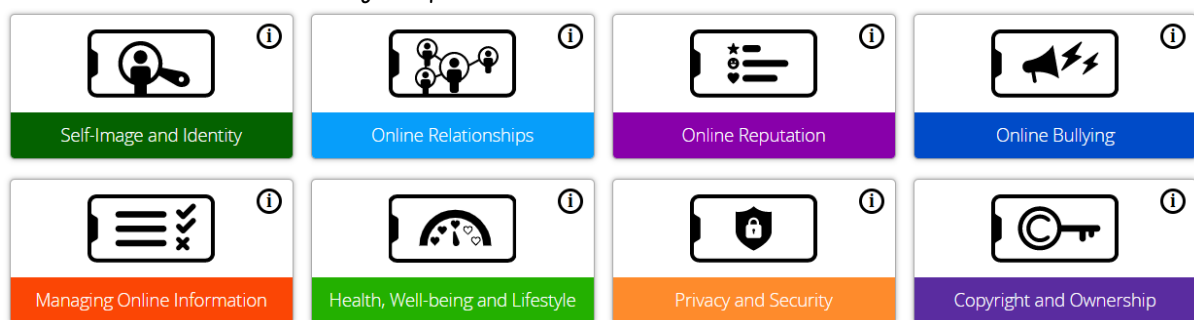 Self-Image and Identity
Online Relationships
Online Reputation
Online Bullying
Managing Online Information
Health, Well-being and Lifestyle
Privacy and Security
Copyright and Ownership